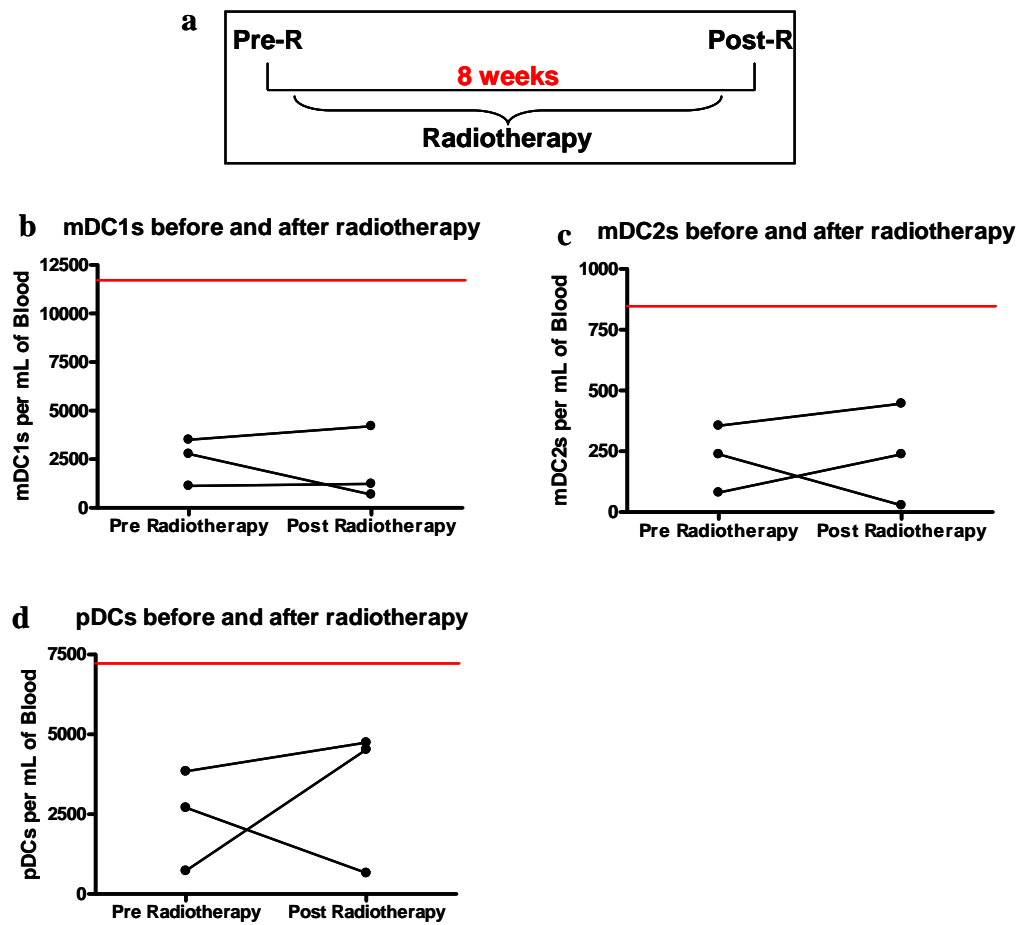 a
Pre-R Post-R
8 weeks
Radiotherapy
b mDC1s before and after radiotherapy
mDC1s per mL of Blood
12500
10000
7500
5000
2500
0
Pre Radiotherapy Post Radiotherapy
c mDC2s before and after radiotherapy
mDC2s per mL of Blood
1000
750
500
250
0
Pre Radiotherapy Post Radiotherapy
d pDCs before and after radiotherapy
pDCs per mL of Blood
7500
5000
2500
0
Pre Radiotherapy Post Radiotherapy